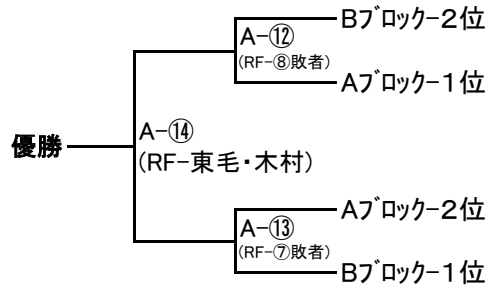 Bﾌﾞﾛｯｸ-２位
A-⑫
(RF-⑧敗者)
Aﾌﾞﾛｯｸ-１位
優勝
A-⑭
(RF-東毛・木村)
Aﾌﾞﾛｯｸ-２位
A-⑬
(RF-⑦敗者)
Bﾌﾞﾛｯｸ-１位